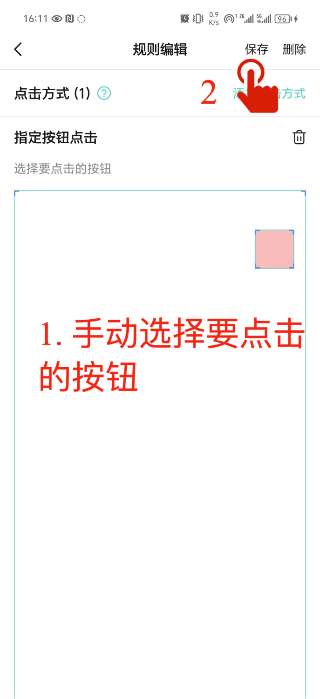 16:11
0.9
K/s
96
规则编辑
保存
删除
点击方式 (1)
2
击方式
指定按钮点击
选择要点击的按钮
1. 手动选择要点击
的按钮